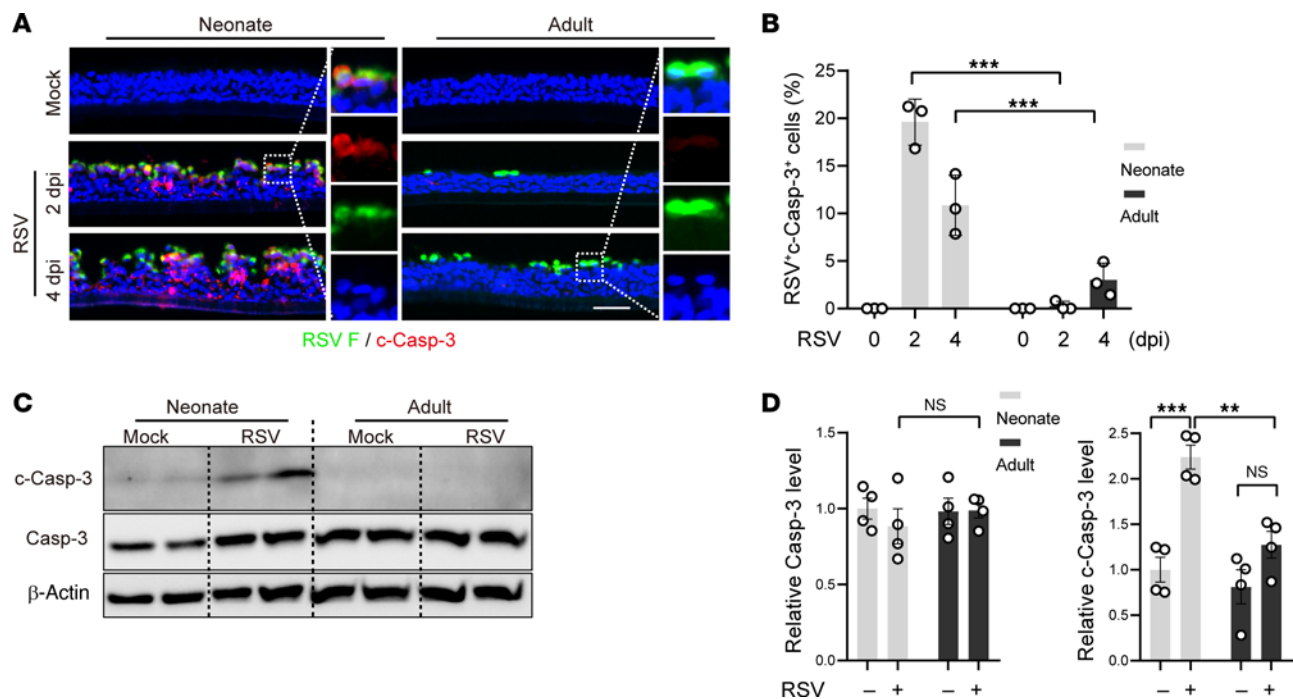 A
Neonate
Adult
Mock
RSV
2 dpi
4 dpi
RSV F / c-Casp-3
B
RSV⁺c-Casp-3⁺ cells (%)
25
20
15
10
5
0
***
***
Neonate
Adult
RSV 0 2 4 0 2 4 (dpi)
C
Neonate Adult
Mock RSV Mock RSV
c-Casp-3
Casp-3
β-Actin
D
Relative Casp-3 level
1.5
1.0
0.5
0.0
NS
Neonate
Adult
RSV – + – +
Relative c-Casp-3 level
2.5
2.0
1.5
1.0
0.5
0.0
*** **
NS
– + – +